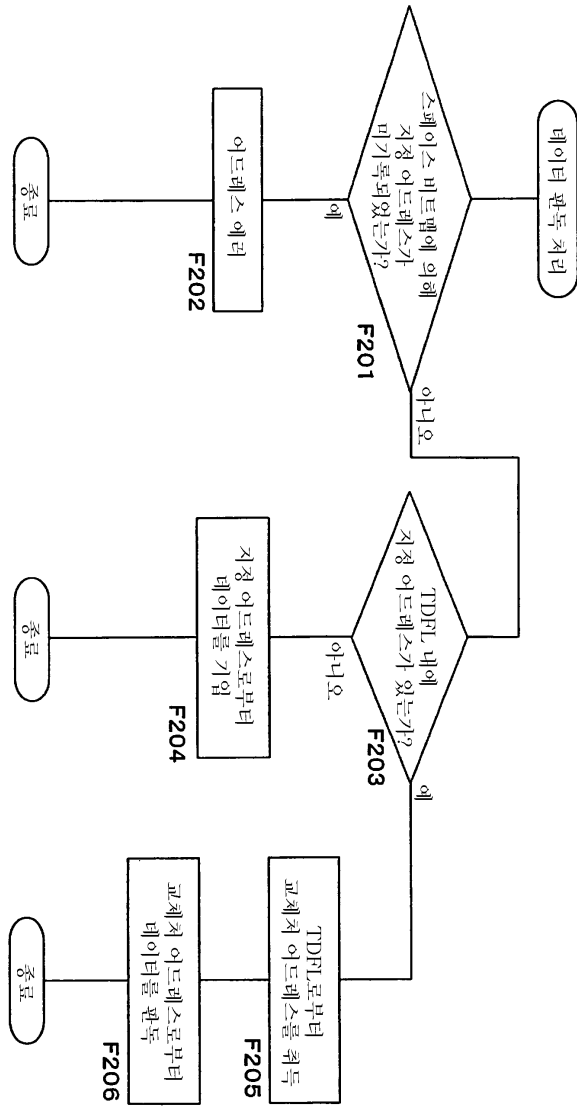 데이터 판독 처리
스페이스 비트맵에 의해
지정 어드레스가
미기록되었는가?
F201
아니오
예
어드레스 에러
F202
종료
TDFL 내에
지정 어드레스가 있는가?
F203
예
아니오
지정 어드레스로부터
데이터를 기입
F204
종료
TDFL로부터
교체처 어드레스를 취득
F205
교체처 어드레스로부터
데이터를 판독
F206
종료